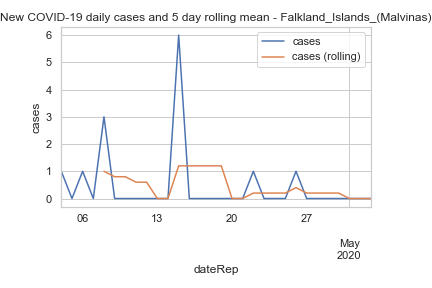 New COVID-19 daily cases and 5 day rolling mean - Falkland_Islands_(Malvinas)
cases
cases (rolling)
6
5
4
3
2
1
0
cases
06
13
20
27
May
2020
dateRep